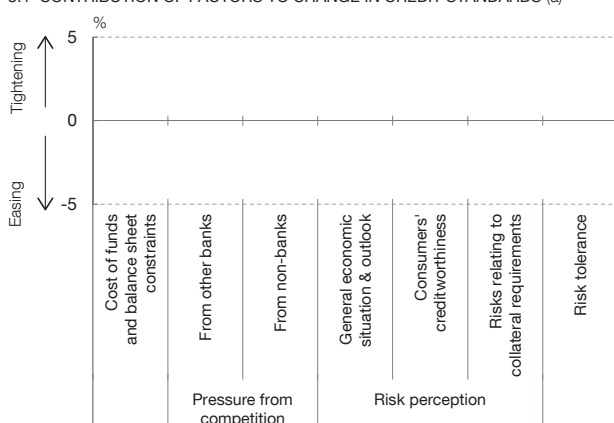 %
Tightening
5
0
Easing
-5
Cost of funds
and balance sheet
constraints
From other banks
From non-banks
General economic
situation & outlook
Consumers'
creditworthiness
Risks relating to
collateral requirements
Risk tolerance
Pressure from
competition
Risk perception